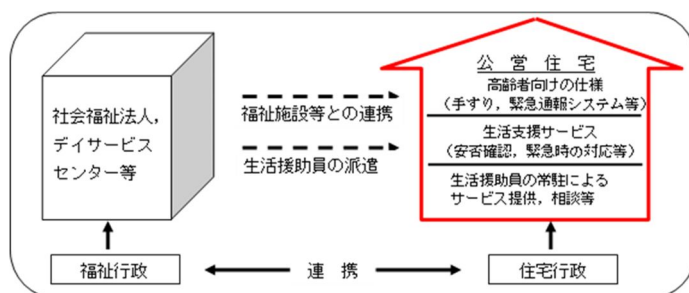 社会福祉法人，
デイサービス
センター等
福祉施設等との連携
生活援助員の派遣
公営住宅
高齢者向けの仕様
（手すり，緊急通報システム等）
生活支援サービス
（安否確認，緊急時の対応等）
生活援助員の常駐による
サービス提供，相談等
福祉行政
連携
住宅行政